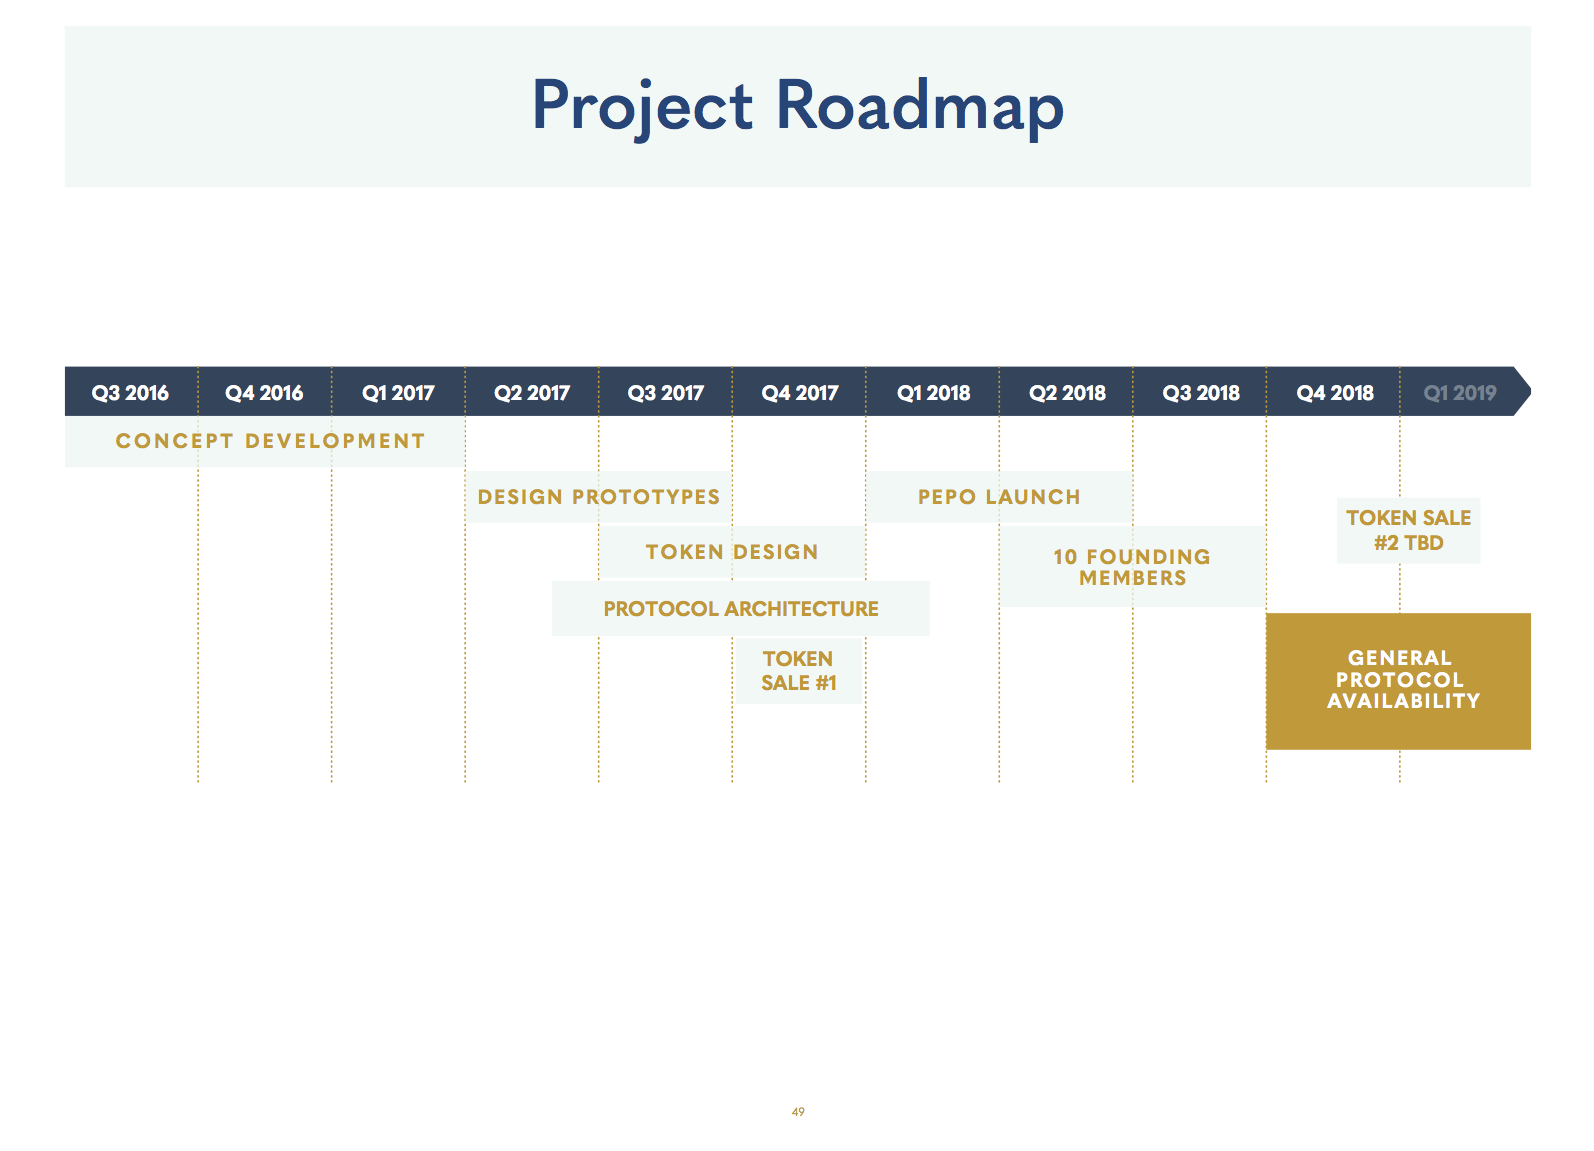 Project Roadmap
Q3 2016 Q4 2016 Q1 2017 Q2 2017 Q3 2017 Q4 2017 Q1 2018 Q2 2018 Q3 2018 Q4 2018 Q1 2019
CONCEPT DEVELOPMENT
DESIGN PROTOTYPES
PEPO LAUNCH
TOKEN SALE
#2 TBD
TOKEN DESIGN
10 FOUNDING
MEMBERS
PROTOCOL ARCHITECTURE
TOKEN
SALE #1
GENERAL
PROTOCOL
AVAILABILITY
49